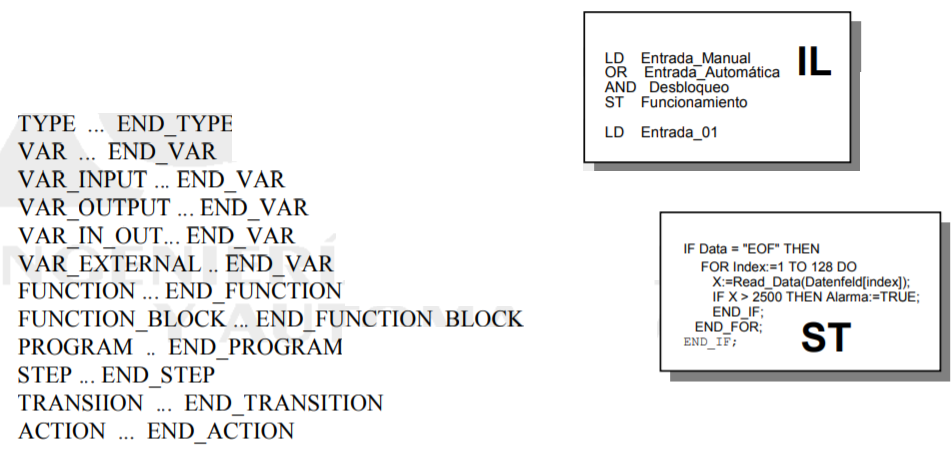 TYPE ... END_TYPE
VAR ... END_VAR
VAR_INPUT ... END_VAR
VAR_OUTPUT ... END_VAR
VAR_IN_OUT... END_VAR
VAR_EXTERNAL .. END_VAR
FUNCTION ... END_FUNCTION
FUNCTION_BLOCK ... END_FUNCTION BLOCK
PROGRAM .. END_PROGRAM
STEP ... END_STEP
TRANSIION ... END_TRANSITION
ACTION ... END_ACTION
LD Entrada_Manual
OR Entrada_Automática
AND Desbloqueo
ST Funcionamiento
LD Entrada_01
IL
IF Data = "EOF" THEN
FOR Index:=1 TO 128 DO
X:=Read_Data(Datenfeld[index]);
IF X > 2500 THEN Alarma:=TRUE;
END_IF;
END_FOR;
END_IF;
ST